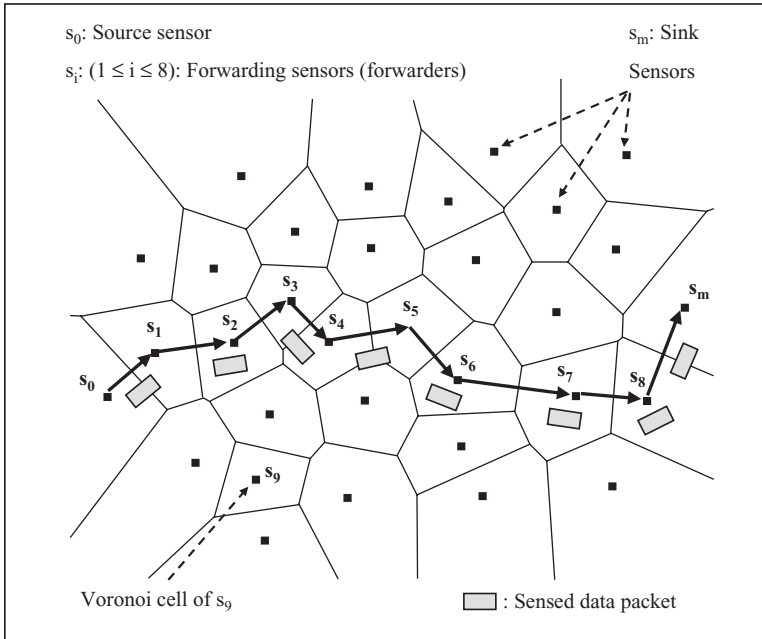 s0: Source sensor
sm: Sink
si: (1 ≤ i ≤ 8): Forwarding sensors (forwarders)
Sensors
s3
sm
s1
s2
s4
s5
s0
s6
s7
s8
s9
Voronoi cell of s9
: Sensed data packet